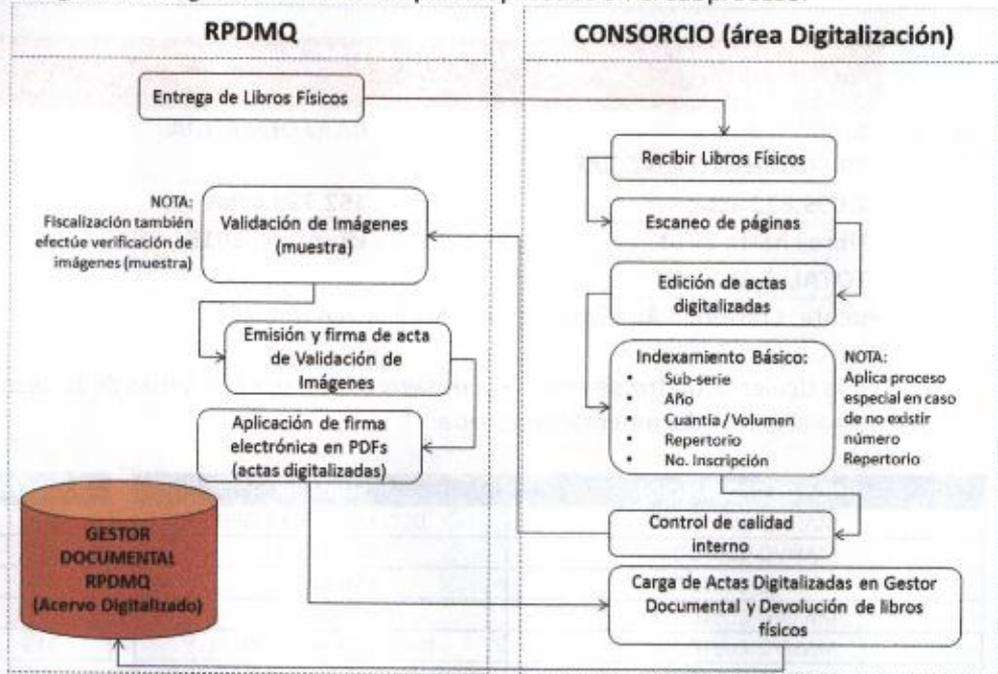 RPDMQ
CONSORCIO (área Digitalización)
Entrega de Libros Físicos
Recibir Libros Físicos
Escaneo de páginas
Edición de actas
digitalizadas
Indexamiento Básico:
• Sub-serie
• Año
• Cuantía / Volumen
• Repertorio
• No. Inscripción
NOTA:
Aplica proceso
especial en caso
de no existir
número
Repertorio
Control de calidad
interno
NOTA:
Fiscalización también
efectúe verificación de
imágenes (muestra)
Validación de Imágenes
(muestra)
Emisión y firma de acta
de Validación de
Imágenes
Aplicación de firma
electrónica en PDFs
(actas digitalizadas)
Carga de Actas Digitalizadas en Gestor
Documental y Devolución de libros
físicos
GESTOR
DOCUMENTAL
RPDMQ
(Acervo Digitalizado)